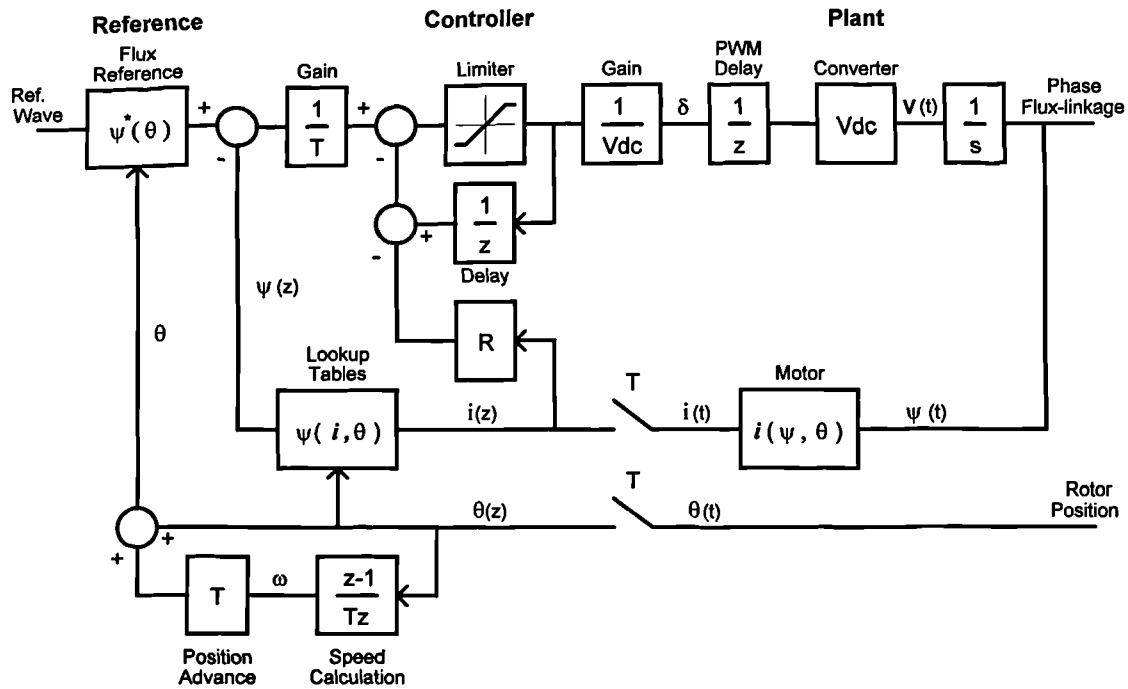 Reference
Controller
Plant
Flux
Reference
Gain
Limiter
Gain
PWM
Delay
Converter
Phase
Flux-linkage
Ref.
Wave
ψ*(θ)
+
-
1
T
+
-
1
Vdc
δ
1
z
Vdc
V(t)
1
s
+
-
1
z
Delay
ψ(z)
θ
R
Lookup
Tables
ψ(i,θ)
i(z)
T
i(t)
Motor
i(ψ,θ)
ψ(t)
T
θ(z)
θ(t)
Rotor
Position
+
+
T
ω
z-1
Tz
Position
Advance
Speed
Calculation